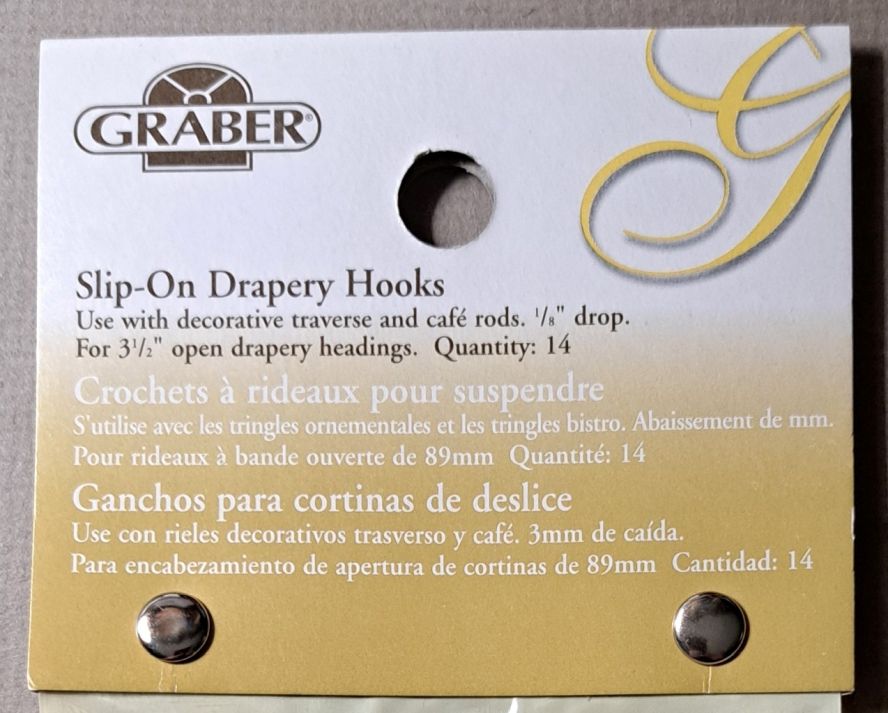 GRABER®
G
Slip-On Drapery Hooks
Use with decorative traverse and café rods. 1/8" drop.
For 3 1/2" open drapery headings. Quantity: 14
Crochets à rideaux pour suspendre
S'utilise avec les tringles ornementales et les tringles bistro. Abaissement de mm.
Pour rideaux à bande ouverte de 89mm Quantité: 14
Ganchos para cortinas de deslice
Use con rieles decorativos trasverso y café. 3mm de caída.
Para encabezamiento de apertura de cortinas de 89mm Cantidad: 14